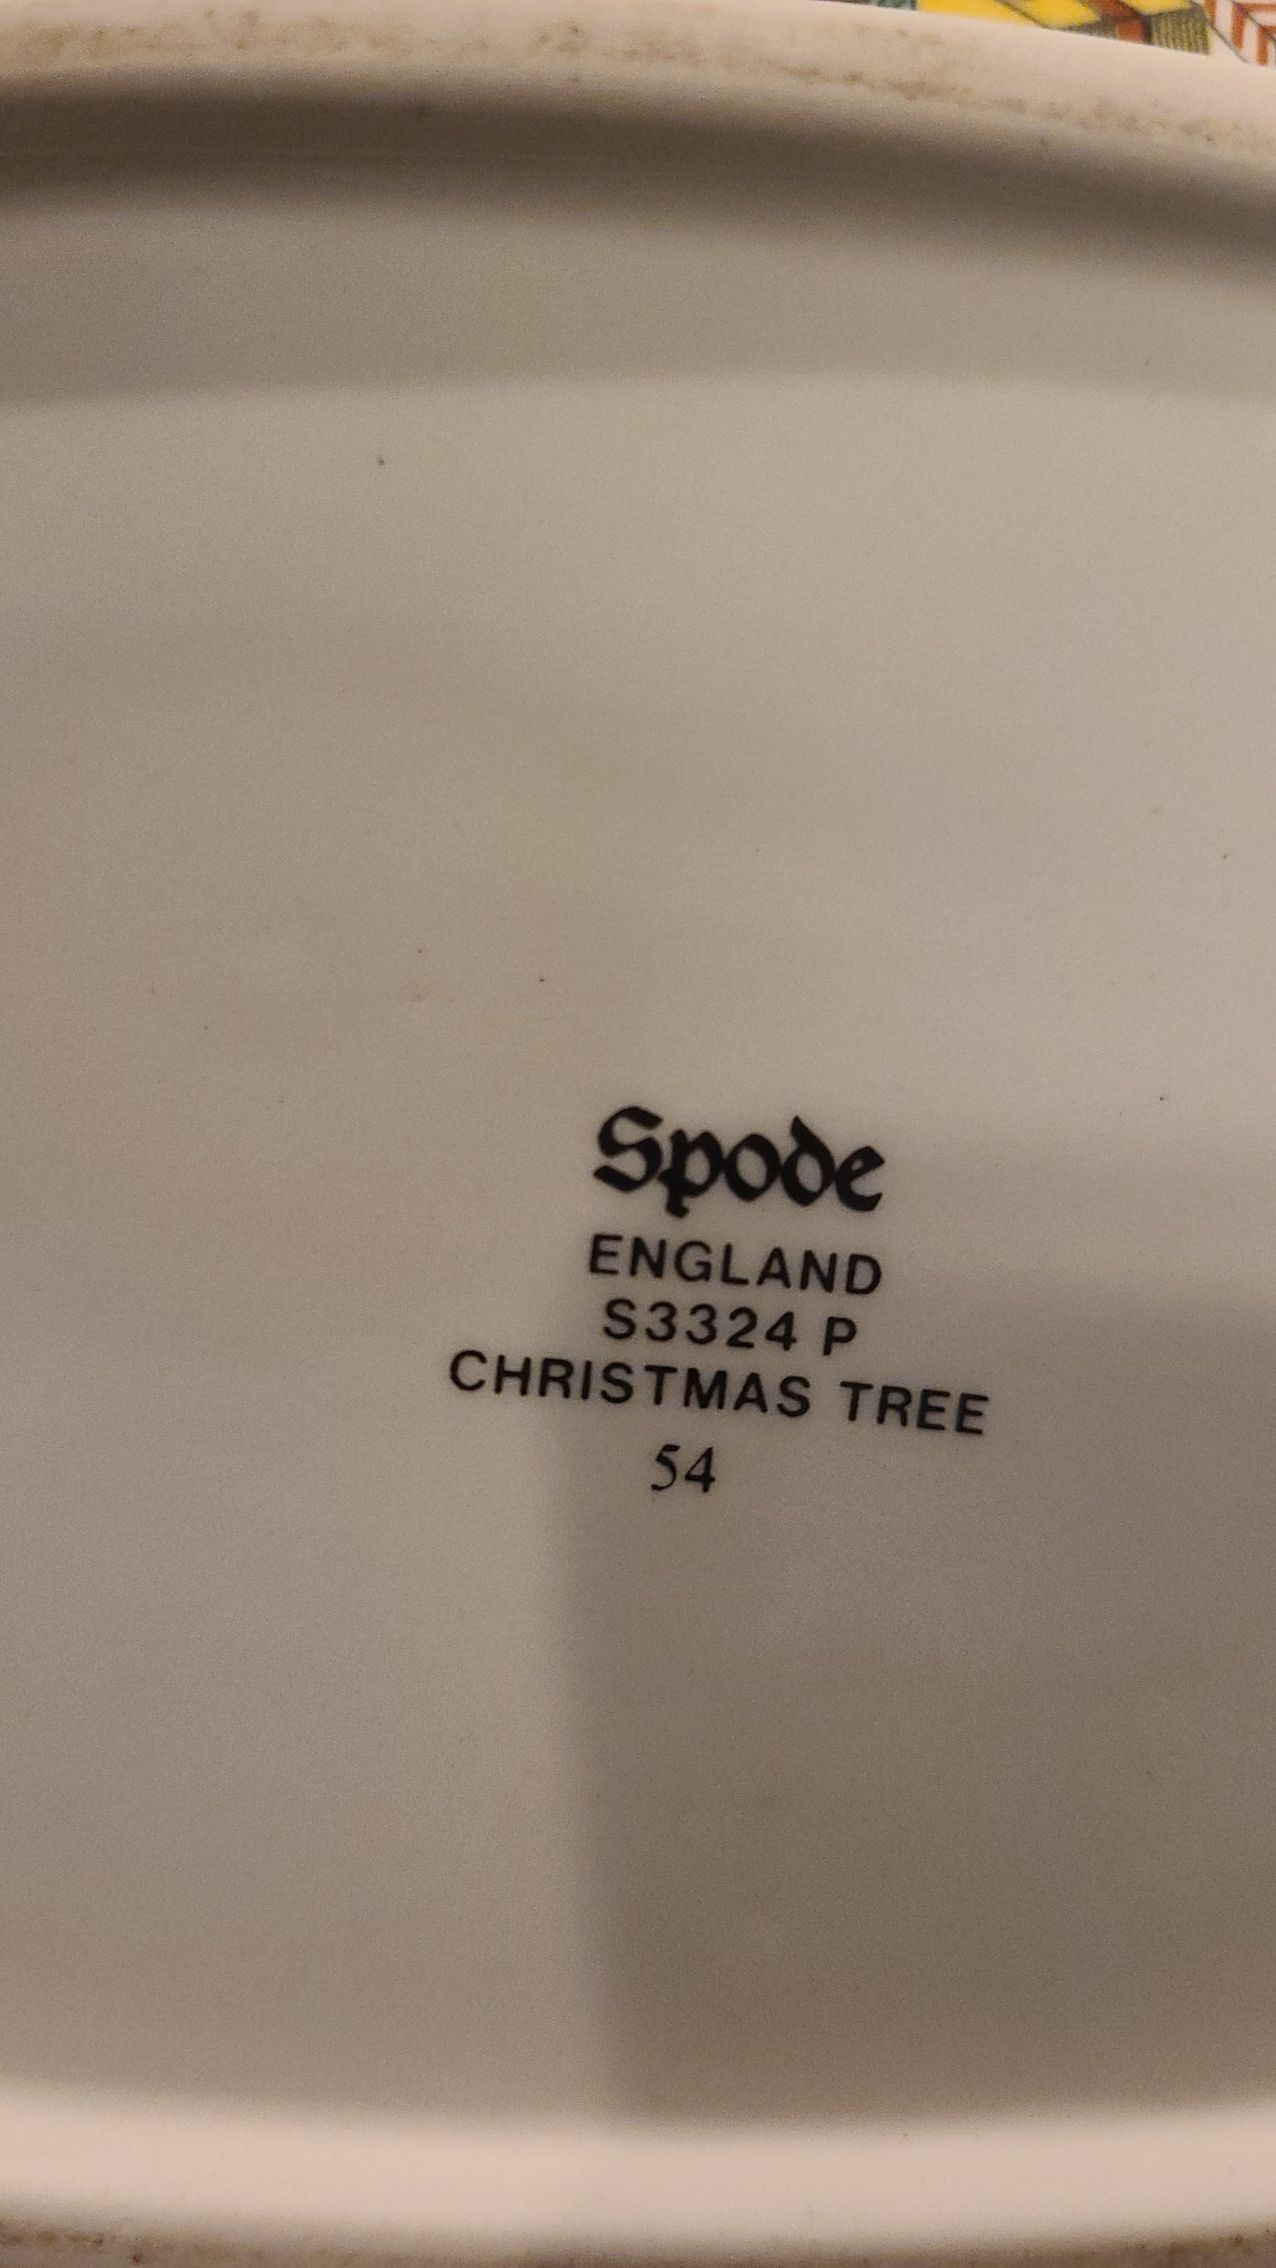 Spode
ENGLAND
S3324 P
CHRISTMAS TREE
54